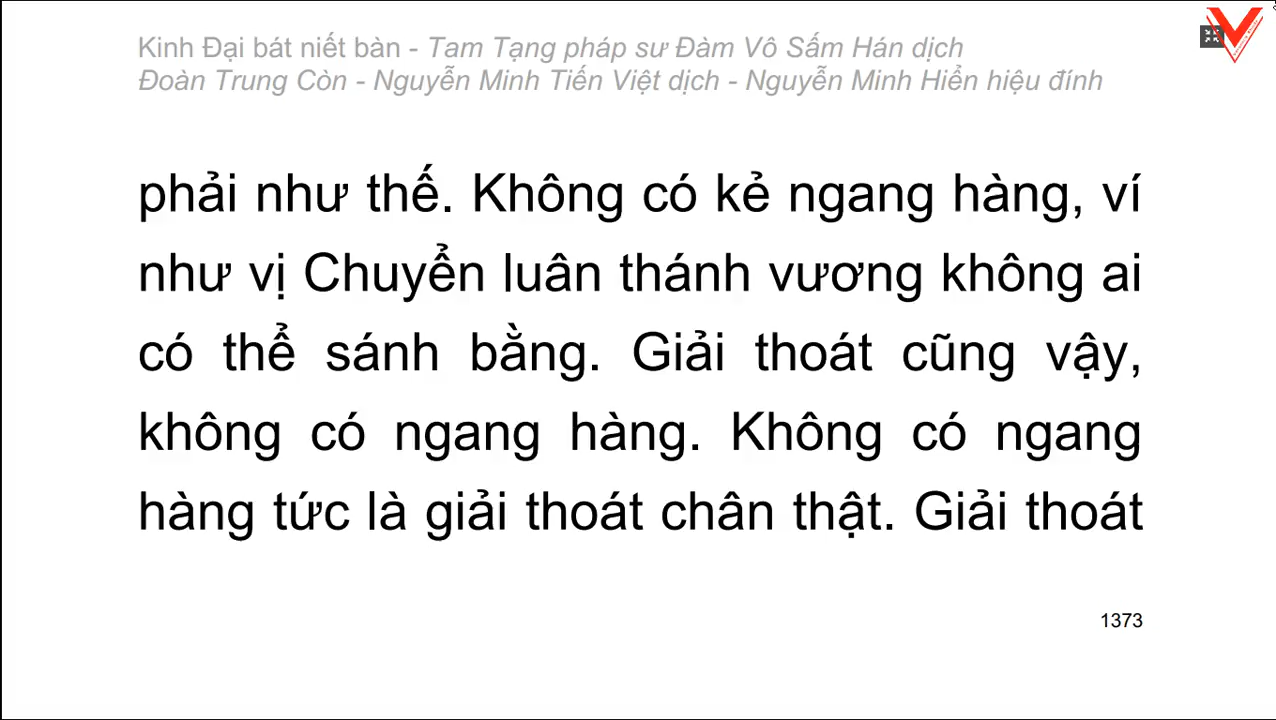 Kinh Đại bát niết bàn - Tam Tạng pháp sư Đàm Vô Sấm Hán dịch
Đoàn Trung Còn - Nguyễn Minh Tiến Việt dịch - Nguyễn Minh Hiển hiệu đính
phải như thế. Không có kẻ ngang hàng, ví
như vị Chuyển luân thánh vương không ai
có thể sánh bằng. Giải thoát cũng vậy,
không có ngang hàng. Không có ngang
hàng tức là giải thoát chân thật. Giải thoát
1373